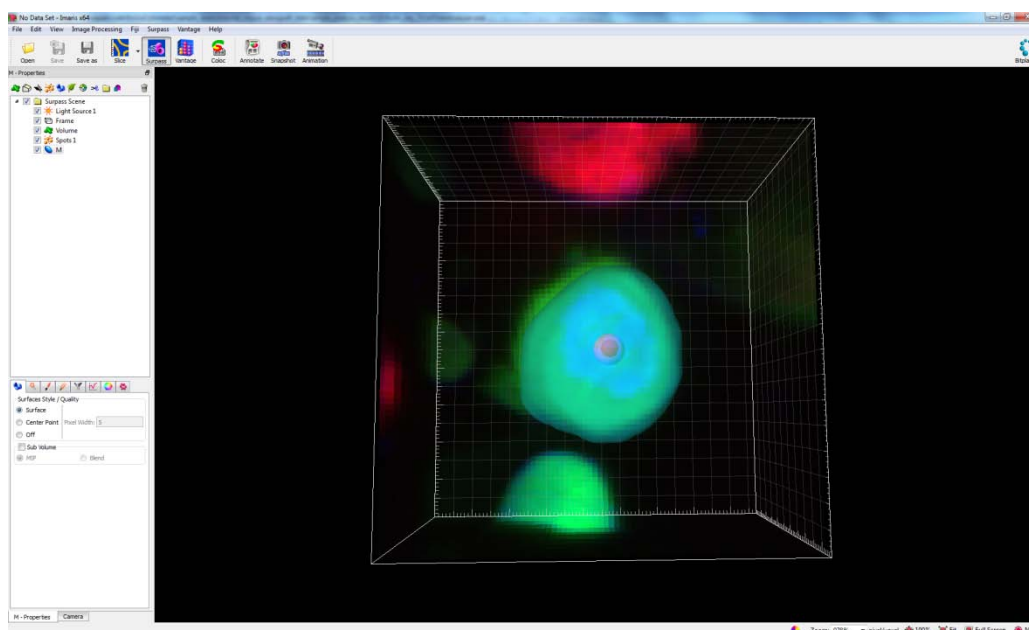 No Data Set - Imaris x64
File Edit View Image Processing Fiji Surpass Vantage Help
Open Save Save as Slice Surpass Vantage Coloc Annotate Snapshot Animation
M - Properties
Surpass Scene
Light Source 1
Frame
Volume
Spots 1
M
Surfaces Style / Quality
Surface
Center Point Pixel Width: 5
Off
Sub Volume
MIP Blend
M - Properties Camera
100% Fit Full Screen